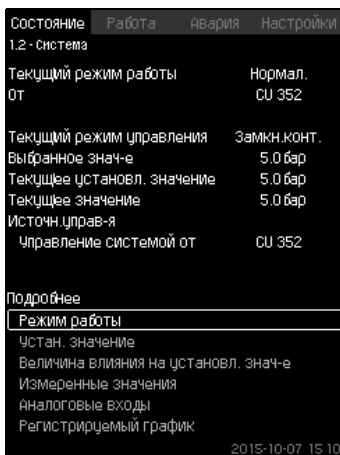 Состояние Работа Авария Настройки
1.2 - Система
Текущий режим работы Нормал.
От CU 352
Текущий режим управления Замкн.конт.
Выбранное знач-е 5.0 бар
Текущее установл. значение 5.0 бар
Текущее значение 5.0 бар
Источн.управ-я
Управление системой от CU 352
Подробнее
Режим работы
Устан. значение
Величина влияния на установл. знач-е
Измеренные значения
Аналоговые входы
Регистрируемый график
2015-10-07 15:10